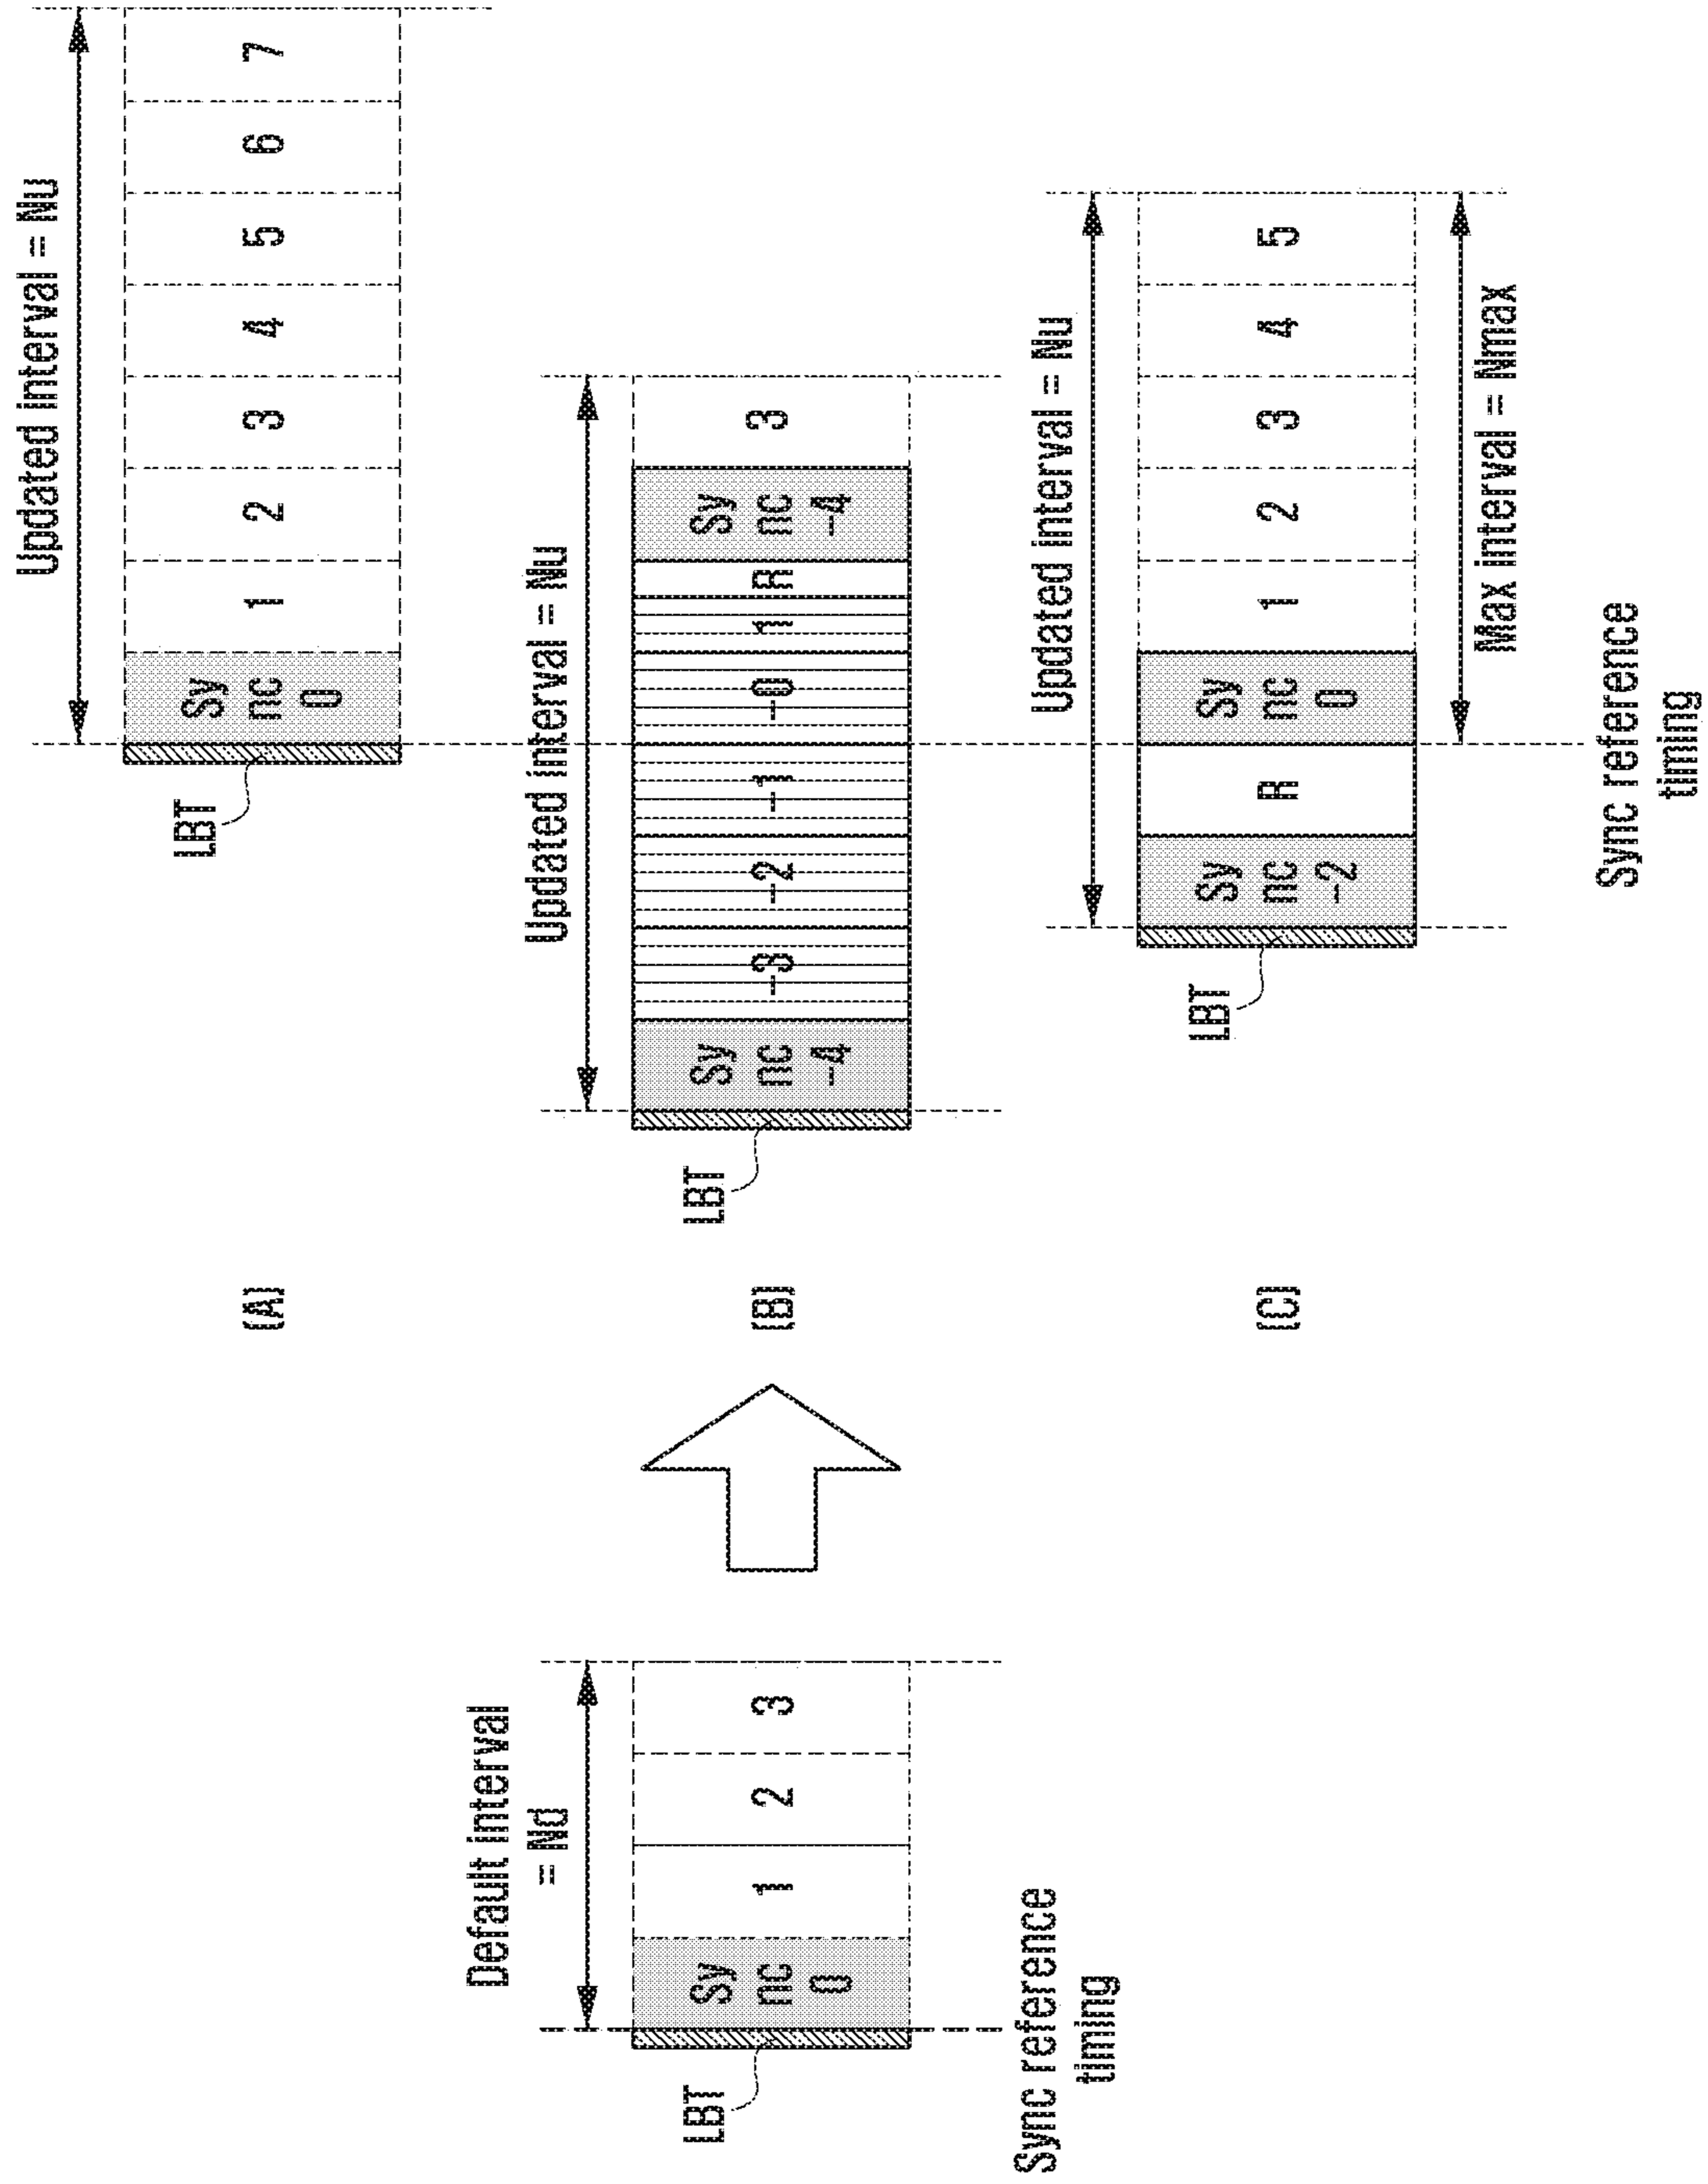 Default interval
= Nd
LBT
Sy
nc
0
1
2
3
Sync reference
timing
(A)
Updated interval = Nu
LBT
Sy
nc
0
1
2
3
4
5
6
7
(B)
Updated interval = Nu
LBT
Sy
nc
-4
-3
-2
-1
-0
1
R
Sy
nc
-4
3
(C)
Updated interval = Nu
LBT
Sy
nc
-2
R
Sy
nc
0
1
2
3
4
5
Max interval = Nmax
Sync reference
timing